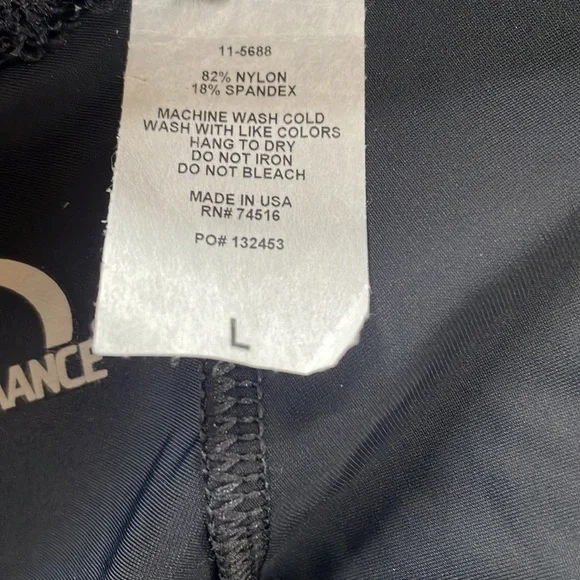 11-5688
82% NYLON
18% SPANDEX
MACHINE WASH COLD
WASH WITH LIKE COLORS
HANG TO DRY
DO NOT IRON
DO NOT BLEACH
MADE IN USA
RN# 74516
PO# 132453
L